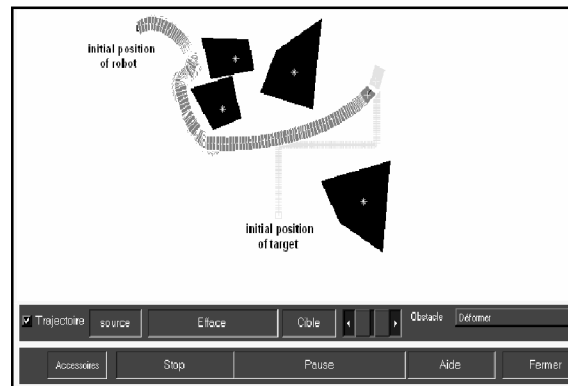 initial position
of robot
initial position
of target
Trajectoire source Efface Cible Obstacle Déformer
Accessoires Stop Pause Aide Fermer